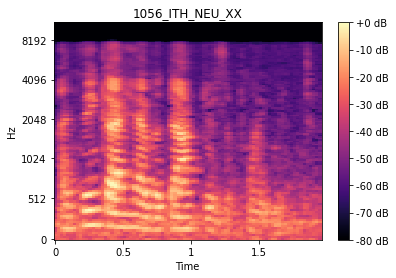 1056_ITH_NEU_XX
+0 dB
8192
-10 dB
4096
-20 dB
-30 dB
2048
Hz
-40 dB
1024
-50 dB
512
-60 dB
-70 dB
0
-80 dB
0 0.5 1 1.5
Time